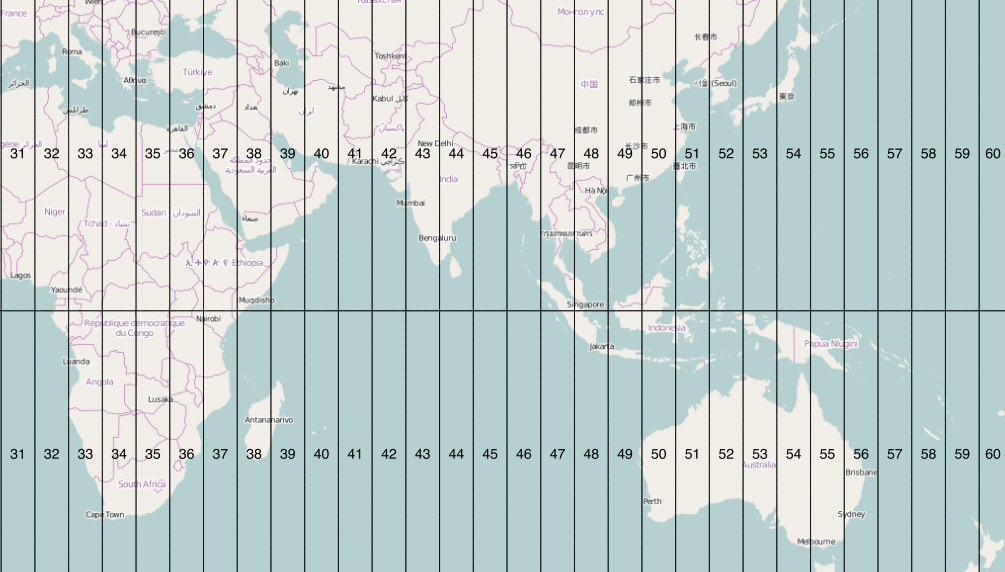 France
Wien
Казахстан
Монгол улс
București
长春市
Roma
Toshkent
Türkiye
Bakı
石家庄市
서울 (Seoul)
Αθήνα
الجزائر
مشهد
تهران
ایران
中国
東京
Kabul كابل
郑州市
طرابلس
دمشق
بغداد
القاهرة
پاکستان
成都市
上海市
New Delhi
长沙市
31 32 33 34 35 36 37 38 39 40 41 42 43 44 45 46 47 48 49 50 51 52 53 54 55 56 57 58 59 60
Karachi کراچی
昆明市
臺北市
العربية السعودية
India
广州市
Hà Nội
Mumbai
Niger
Tchad تشاد
Sudan السودان
صنعاء
Bengaluru
กรุงเทพมหานคร
ኢትዮጵያ Ethiopia
Lagos
Yaoundé
Muqdisho
Singapore
République démocratique
du Congo
Nairobi
Indonesia
Papua Niugini
Jakarta
Luanda
Angola
Lusaka
Antananarivo
31 32 33 34 35 36 37 38 39 40 41 42 43 44 45 46 47 48 49 50 51 52 53 54 55 56 57 58 59 60
Australia
Brisbane
South Africa
Perth
Cape Town
Sydney
Melbourne